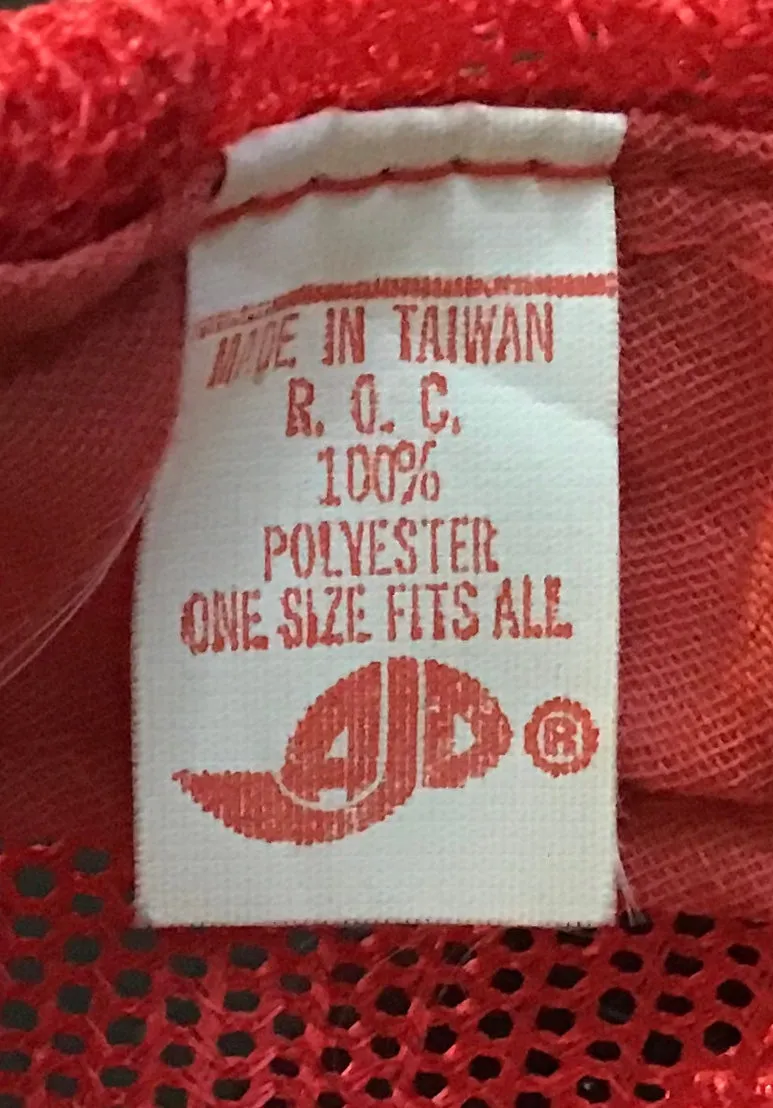 MADE IN TAIWAN
R. O. C.
100%
POLYESTER
ONE SIZE FITS ALL
AJD ®